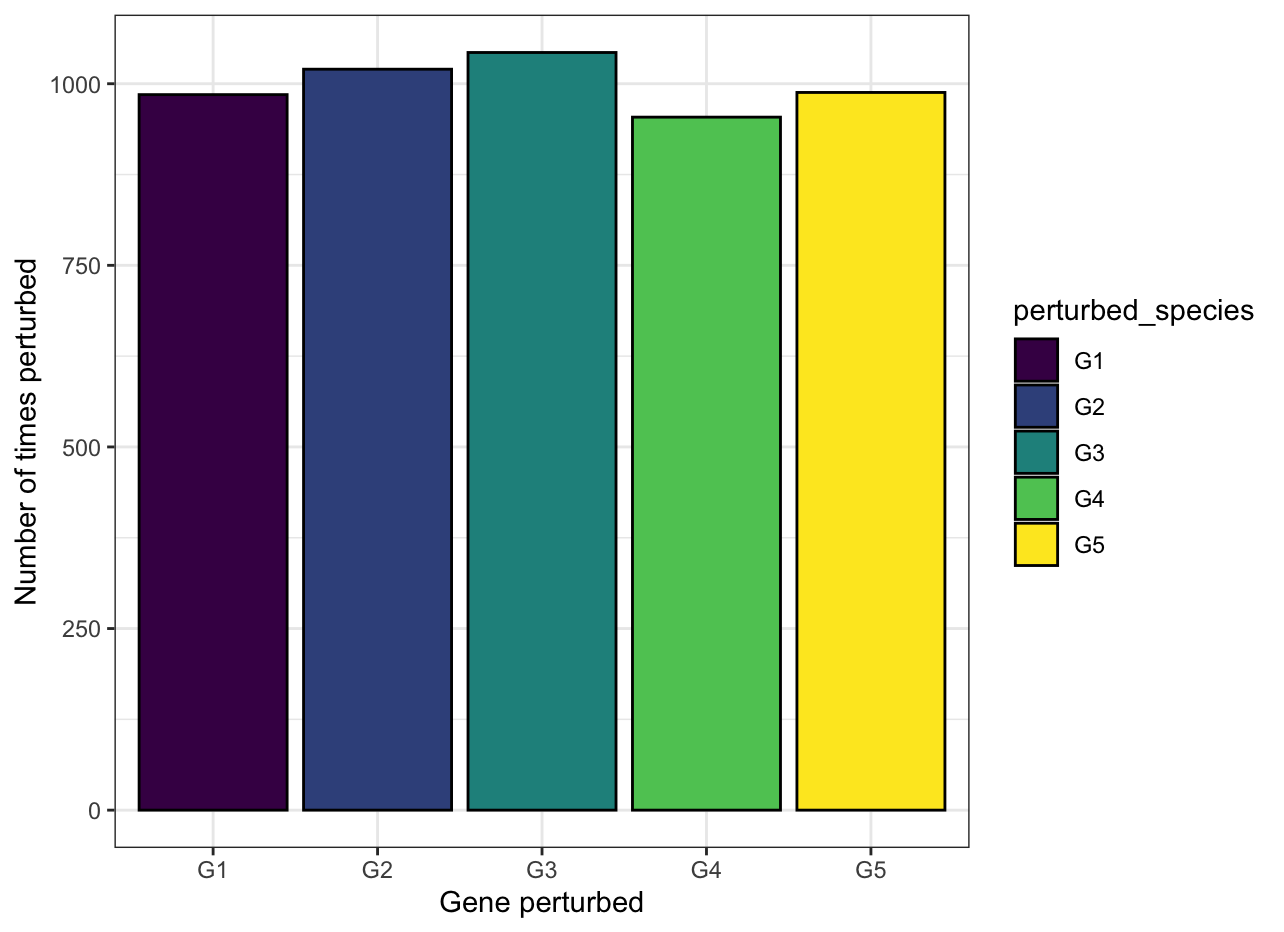 Number of times perturbed
1000
750
500
250
0
G1 G2 G3 G4 G5
Gene perturbed
perturbed_species
G1
G2
G3
G4
G5